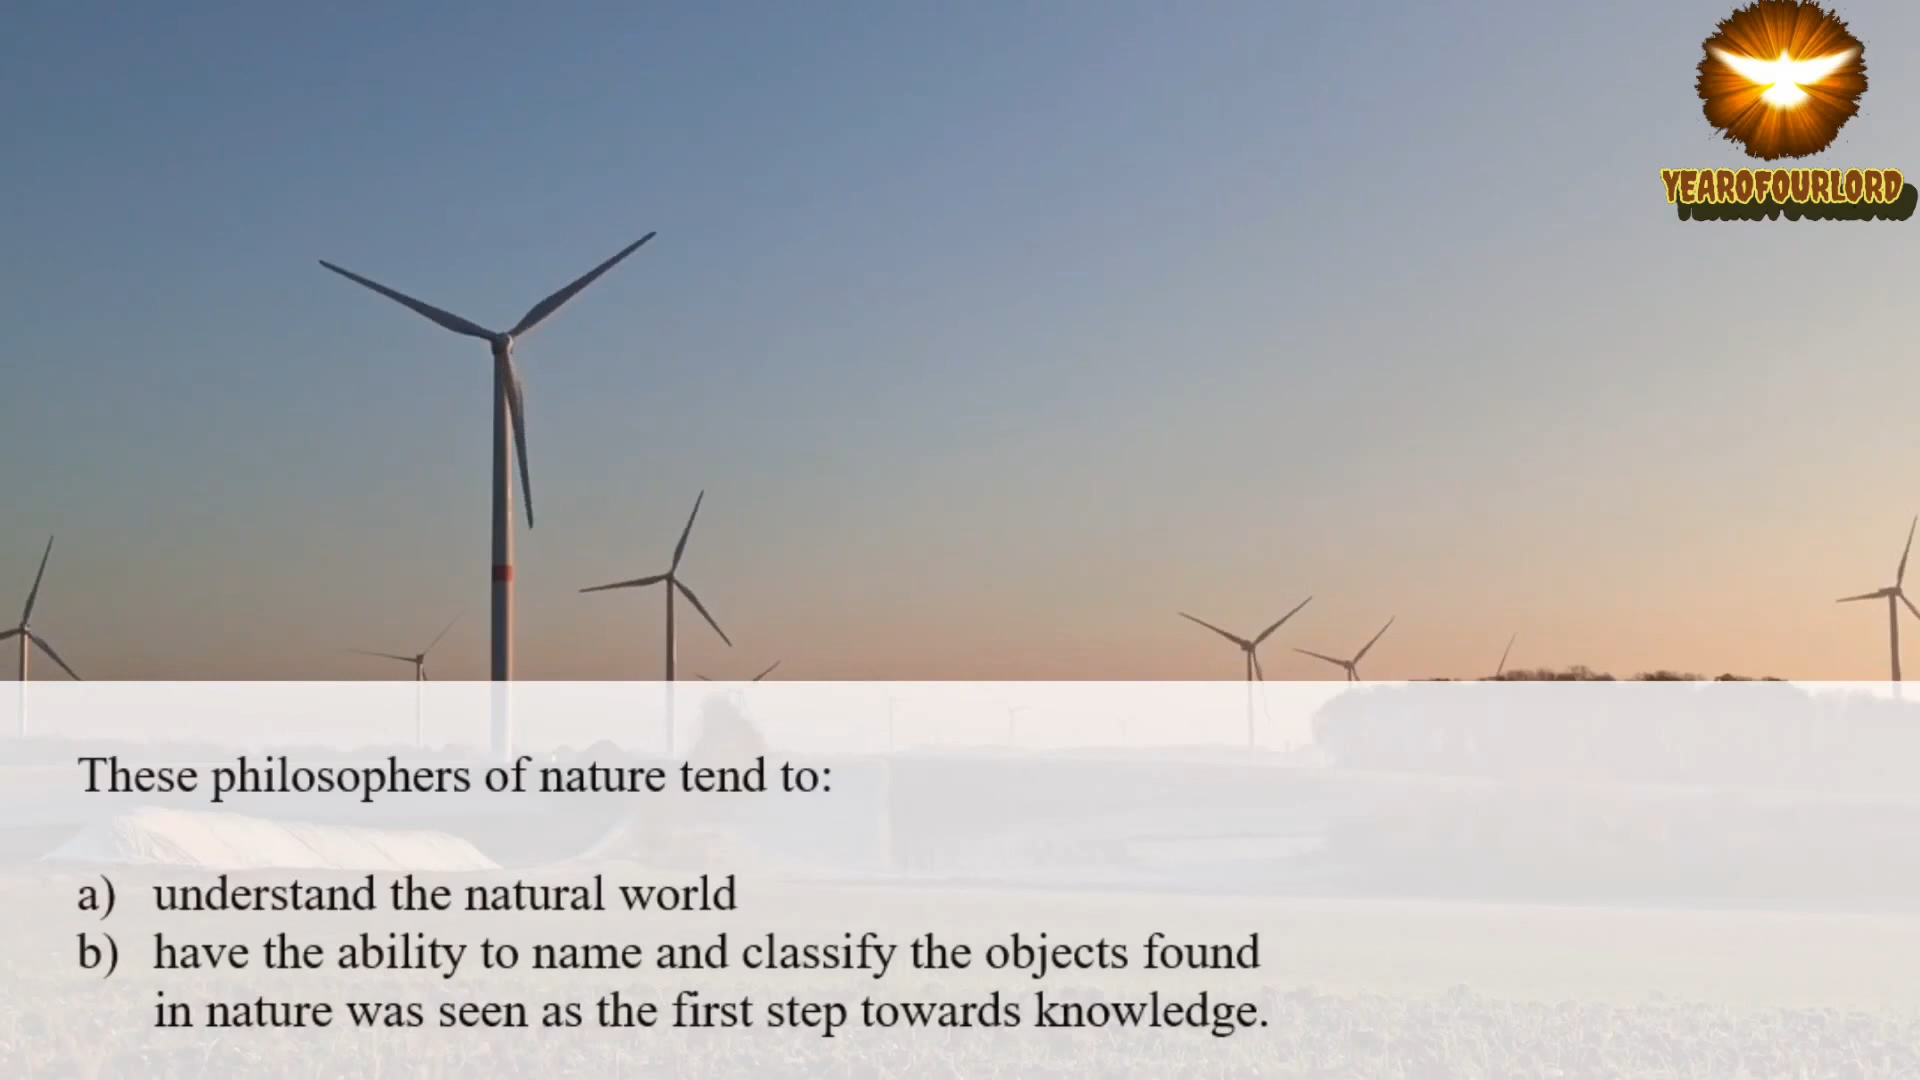 YEAROFOURLORD
These philosophers of nature tend to:
a) understand the natural world
b) have the ability to name and classify the objects found
in nature was seen as the first step towards knowledge.